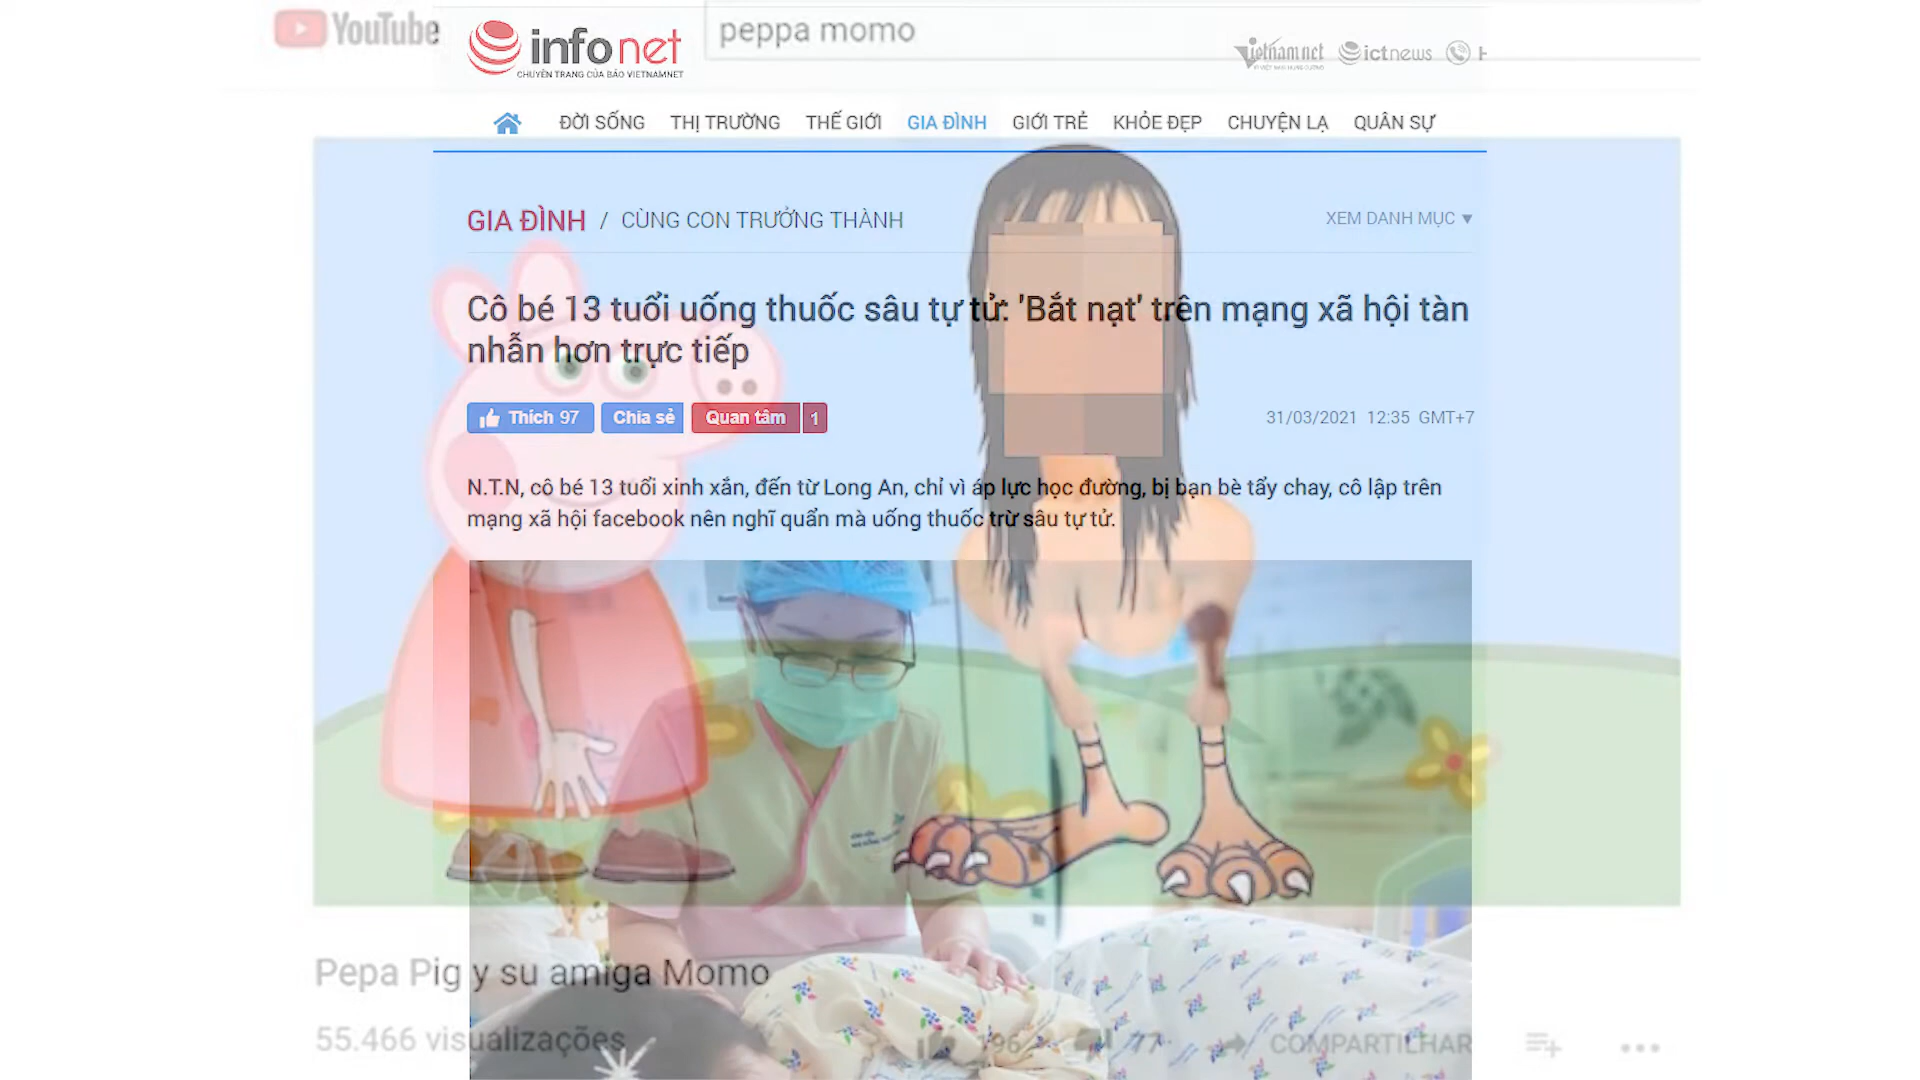 YouTube
peppa momo
infonet
CHUYÊN TRANG CỦA BÁO VIETNAMNET
Vietnamnet
ictnews
H
ĐỜI SỐNG THỊ TRƯỜNG THẾ GIỚI GIA ĐÌNH GIỚI TRẺ KHỎE ĐẸP CHUYỆN LẠ QUÂN SỰ
GIA ĐÌNH / CÙNG CON TRƯỞNG THÀNH
XEM DANH MỤC ▼
Cô bé 13 tuổi uống thuốc sâu tự tử: 'Bắt nạt' trên mạng xã hội tàn
nhẫn hơn trực tiếp
Thích 97 Chia sẻ Quan tâm 1
31/03/2021 12:35 GMT+7
N.T.N, cô bé 13 tuổi xinh xắn, đến từ Long An, chỉ vì áp lực học đường, bị bạn bè tẩy chay, cô lập trên
mạng xã hội facebook nên nghĩ quẩn mà uống thuốc trừ sâu tự tử.
Pepa Pig y su amiga Momo
55.466 visualizações
196 77 COMPARTILHAR